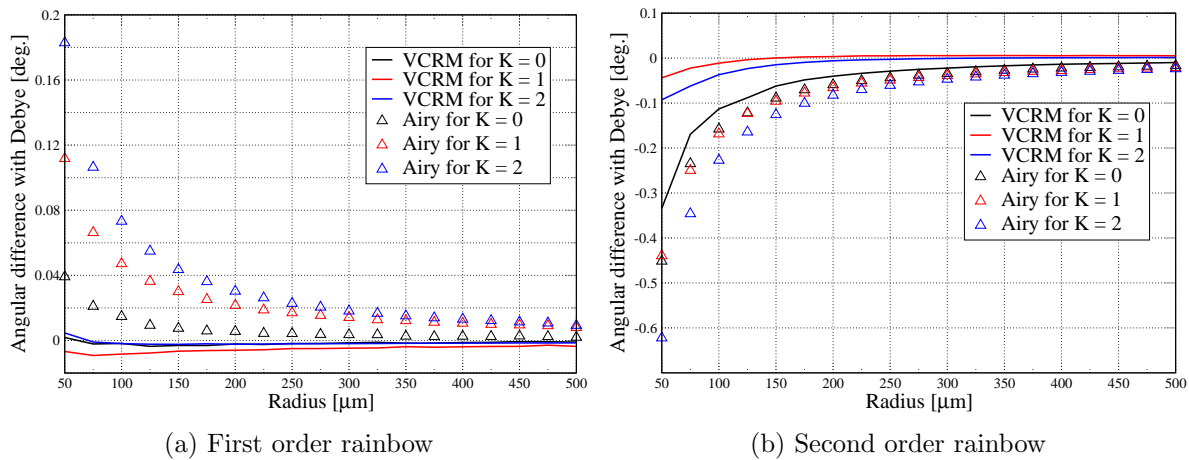 Angular difference with Debye [deg.]
0.2
0.16
0.12
0.08
0.04
0
VCRM for K = 0
VCRM for K = 1
VCRM for K = 2
Airy for K = 0
Airy for K = 1
Airy for K = 2
50 100 150 200 250 300 350 400 450 500
Radius [μm]
(a) First order rainbow
Angular difference with Debye [deg.]
0.1
0
-0.1
-0.2
-0.3
-0.4
-0.5
-0.6
VCRM for K = 0
VCRM for K = 1
VCRM for K = 2
Airy for K = 0
Airy for K = 1
Airy for K = 2
50 100 150 200 250 300 350 400 450 500
Radius [μm]
(b) Second order rainbow